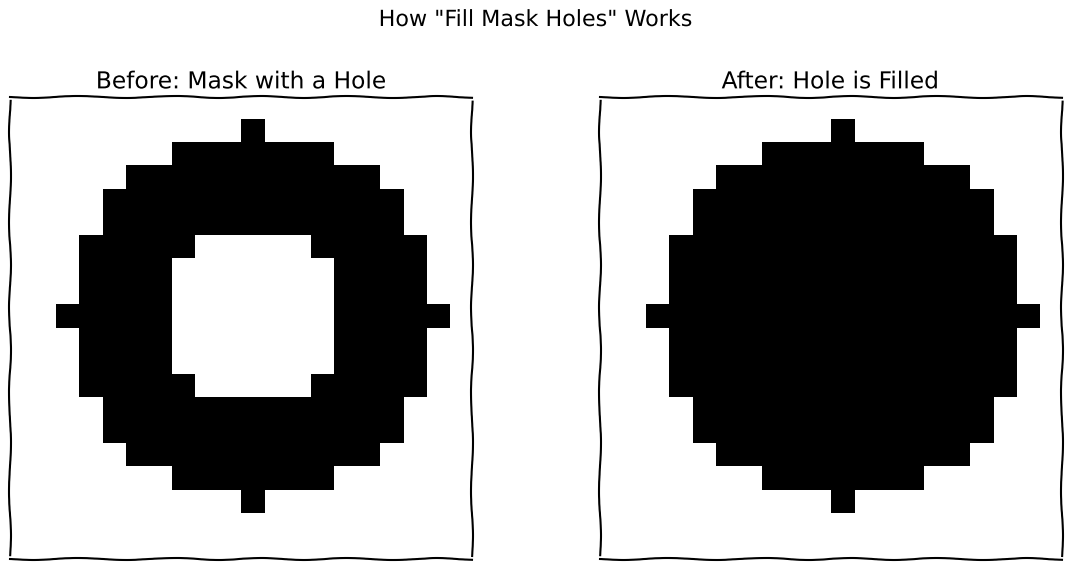 How "Fill Mask Holes" Works
Before: Mask with a Hole
After: Hole is Filled